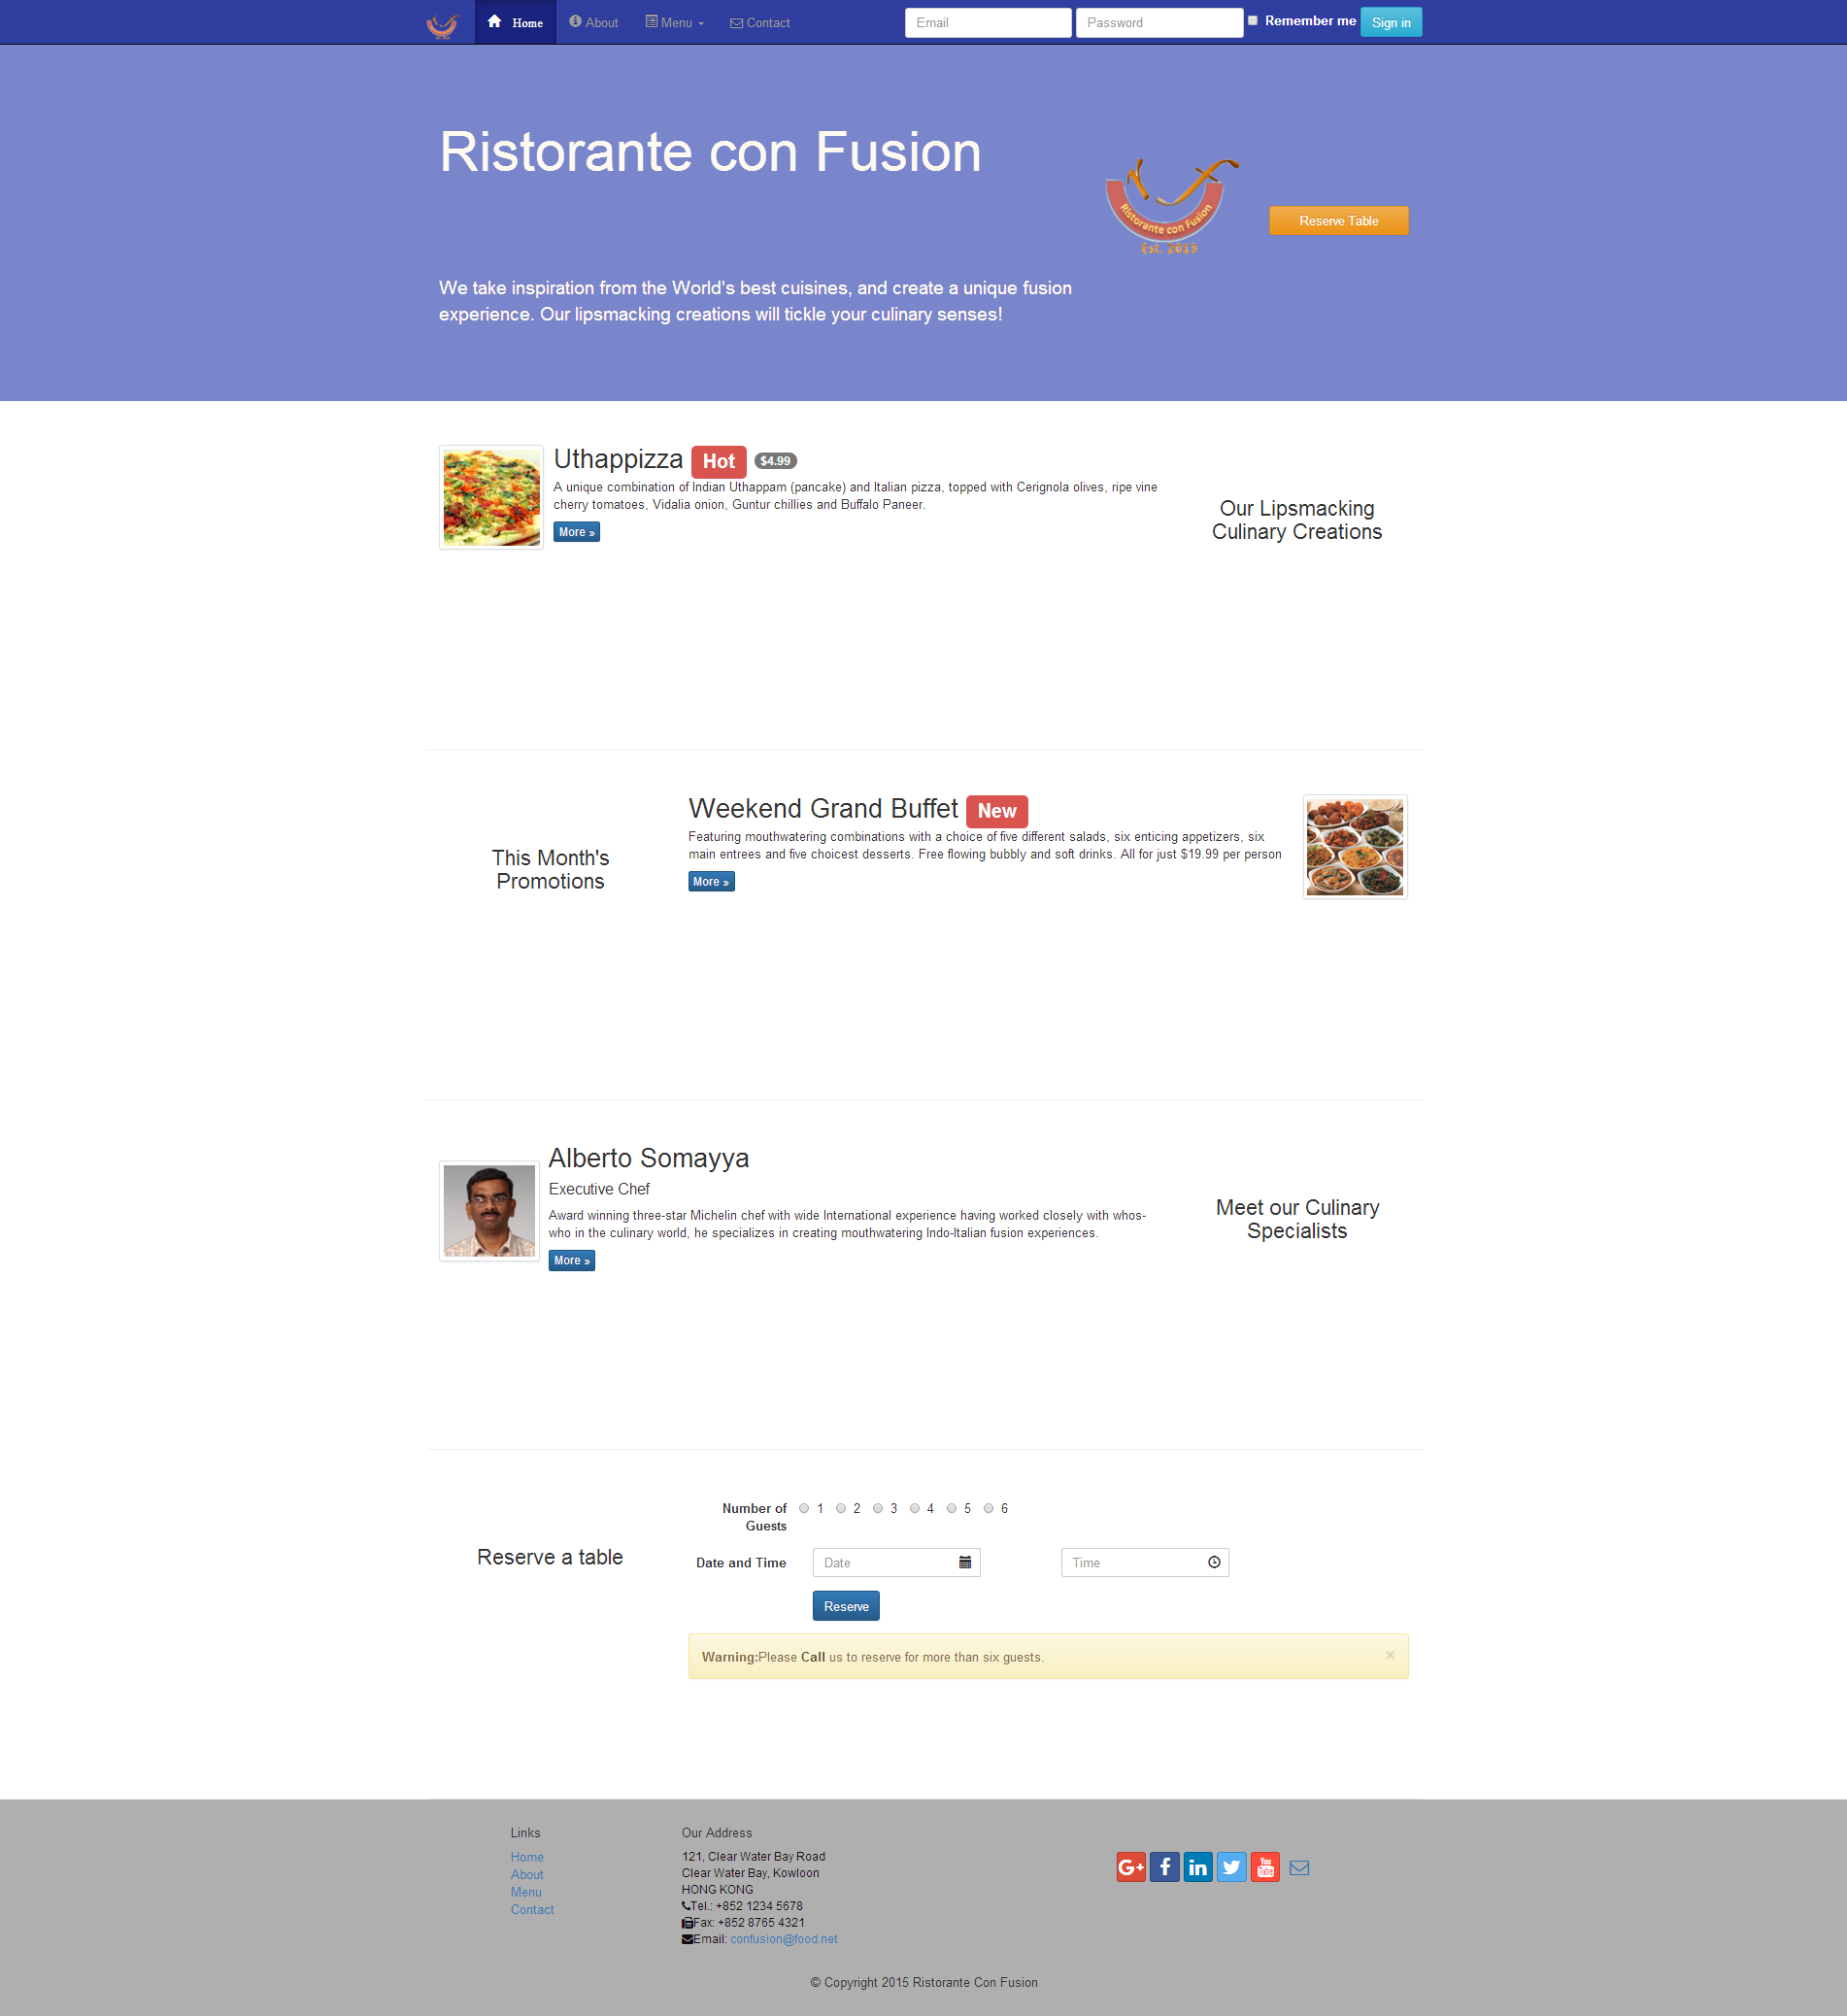 Home
About
Menu
Contact
Email
Password
Remember me
Sign in
Ristorante con Fusion
Ristorante con Fusion
Est. 2015
Reserve Table
We take inspiration from the World's best cuisines, and create a unique fusion
experience. Our lipsmacking creations will tickle your culinary senses!
Uthappizza Hot $4.99
A unique combination of Indian Uthappam (pancake) and Italian pizza, topped with Cerignola olives, ripe vine
cherry tomatoes, Vidalia onion, Guntur chillies and Buffalo Paneer.
More »
Our Lipsmacking
Culinary Creations
This Month's
Promotions
Weekend Grand Buffet New
Featuring mouthwatering combinations with a choice of five different salads, six enticing appetizers, six
main entrees and five choicest desserts. Free flowing bubbly and soft drinks. All for just $19.99 per person
More »
Alberto Somayya
Executive Chef
Award winning three-star Michelin chef with wide International experience having worked closely with whos-
who in the culinary world, he specializes in creating mouthwatering Indo-Italian fusion experiences.
More »
Meet our Culinary
Specialists
Reserve a table
Number of
Guests
1 2 3 4 5 6
Date and Time
Date
Time
Reserve
Warning:Please Call us to reserve for more than six guests.
×
Links
Home
About
Menu
Contact
Our Address
121, Clear Water Bay Road
Clear Water Bay, Kowloon
HONG KONG
Tel.: +852 1234 5678
Fax: +852 8765 4321
Email: confusion@food.net
G+
f
in
You
Tube
© Copyright 2015 Ristorante Con Fusion